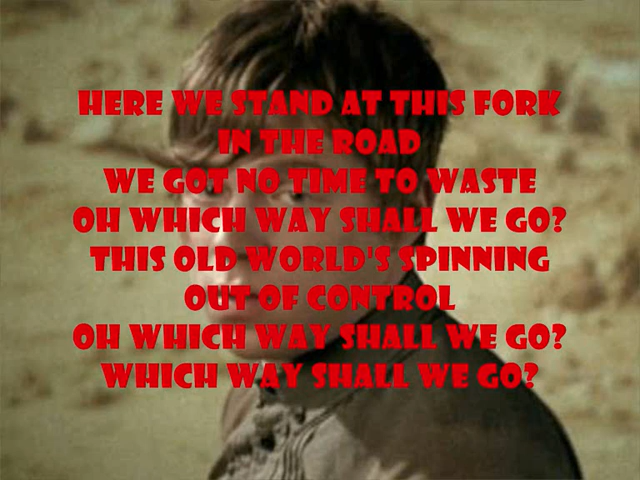 HERE WE STAND AT THIS FORK
IN THE ROAD
WE GOT NO TIME TO WASTE
OH WHICH WAY SHALL WE GO?
THIS OLD WORLD'S SPINNING
OUT OF CONTROL
OH WHICH WAY SHALL WE GO?
WHICH WAY SHALL WE GO?